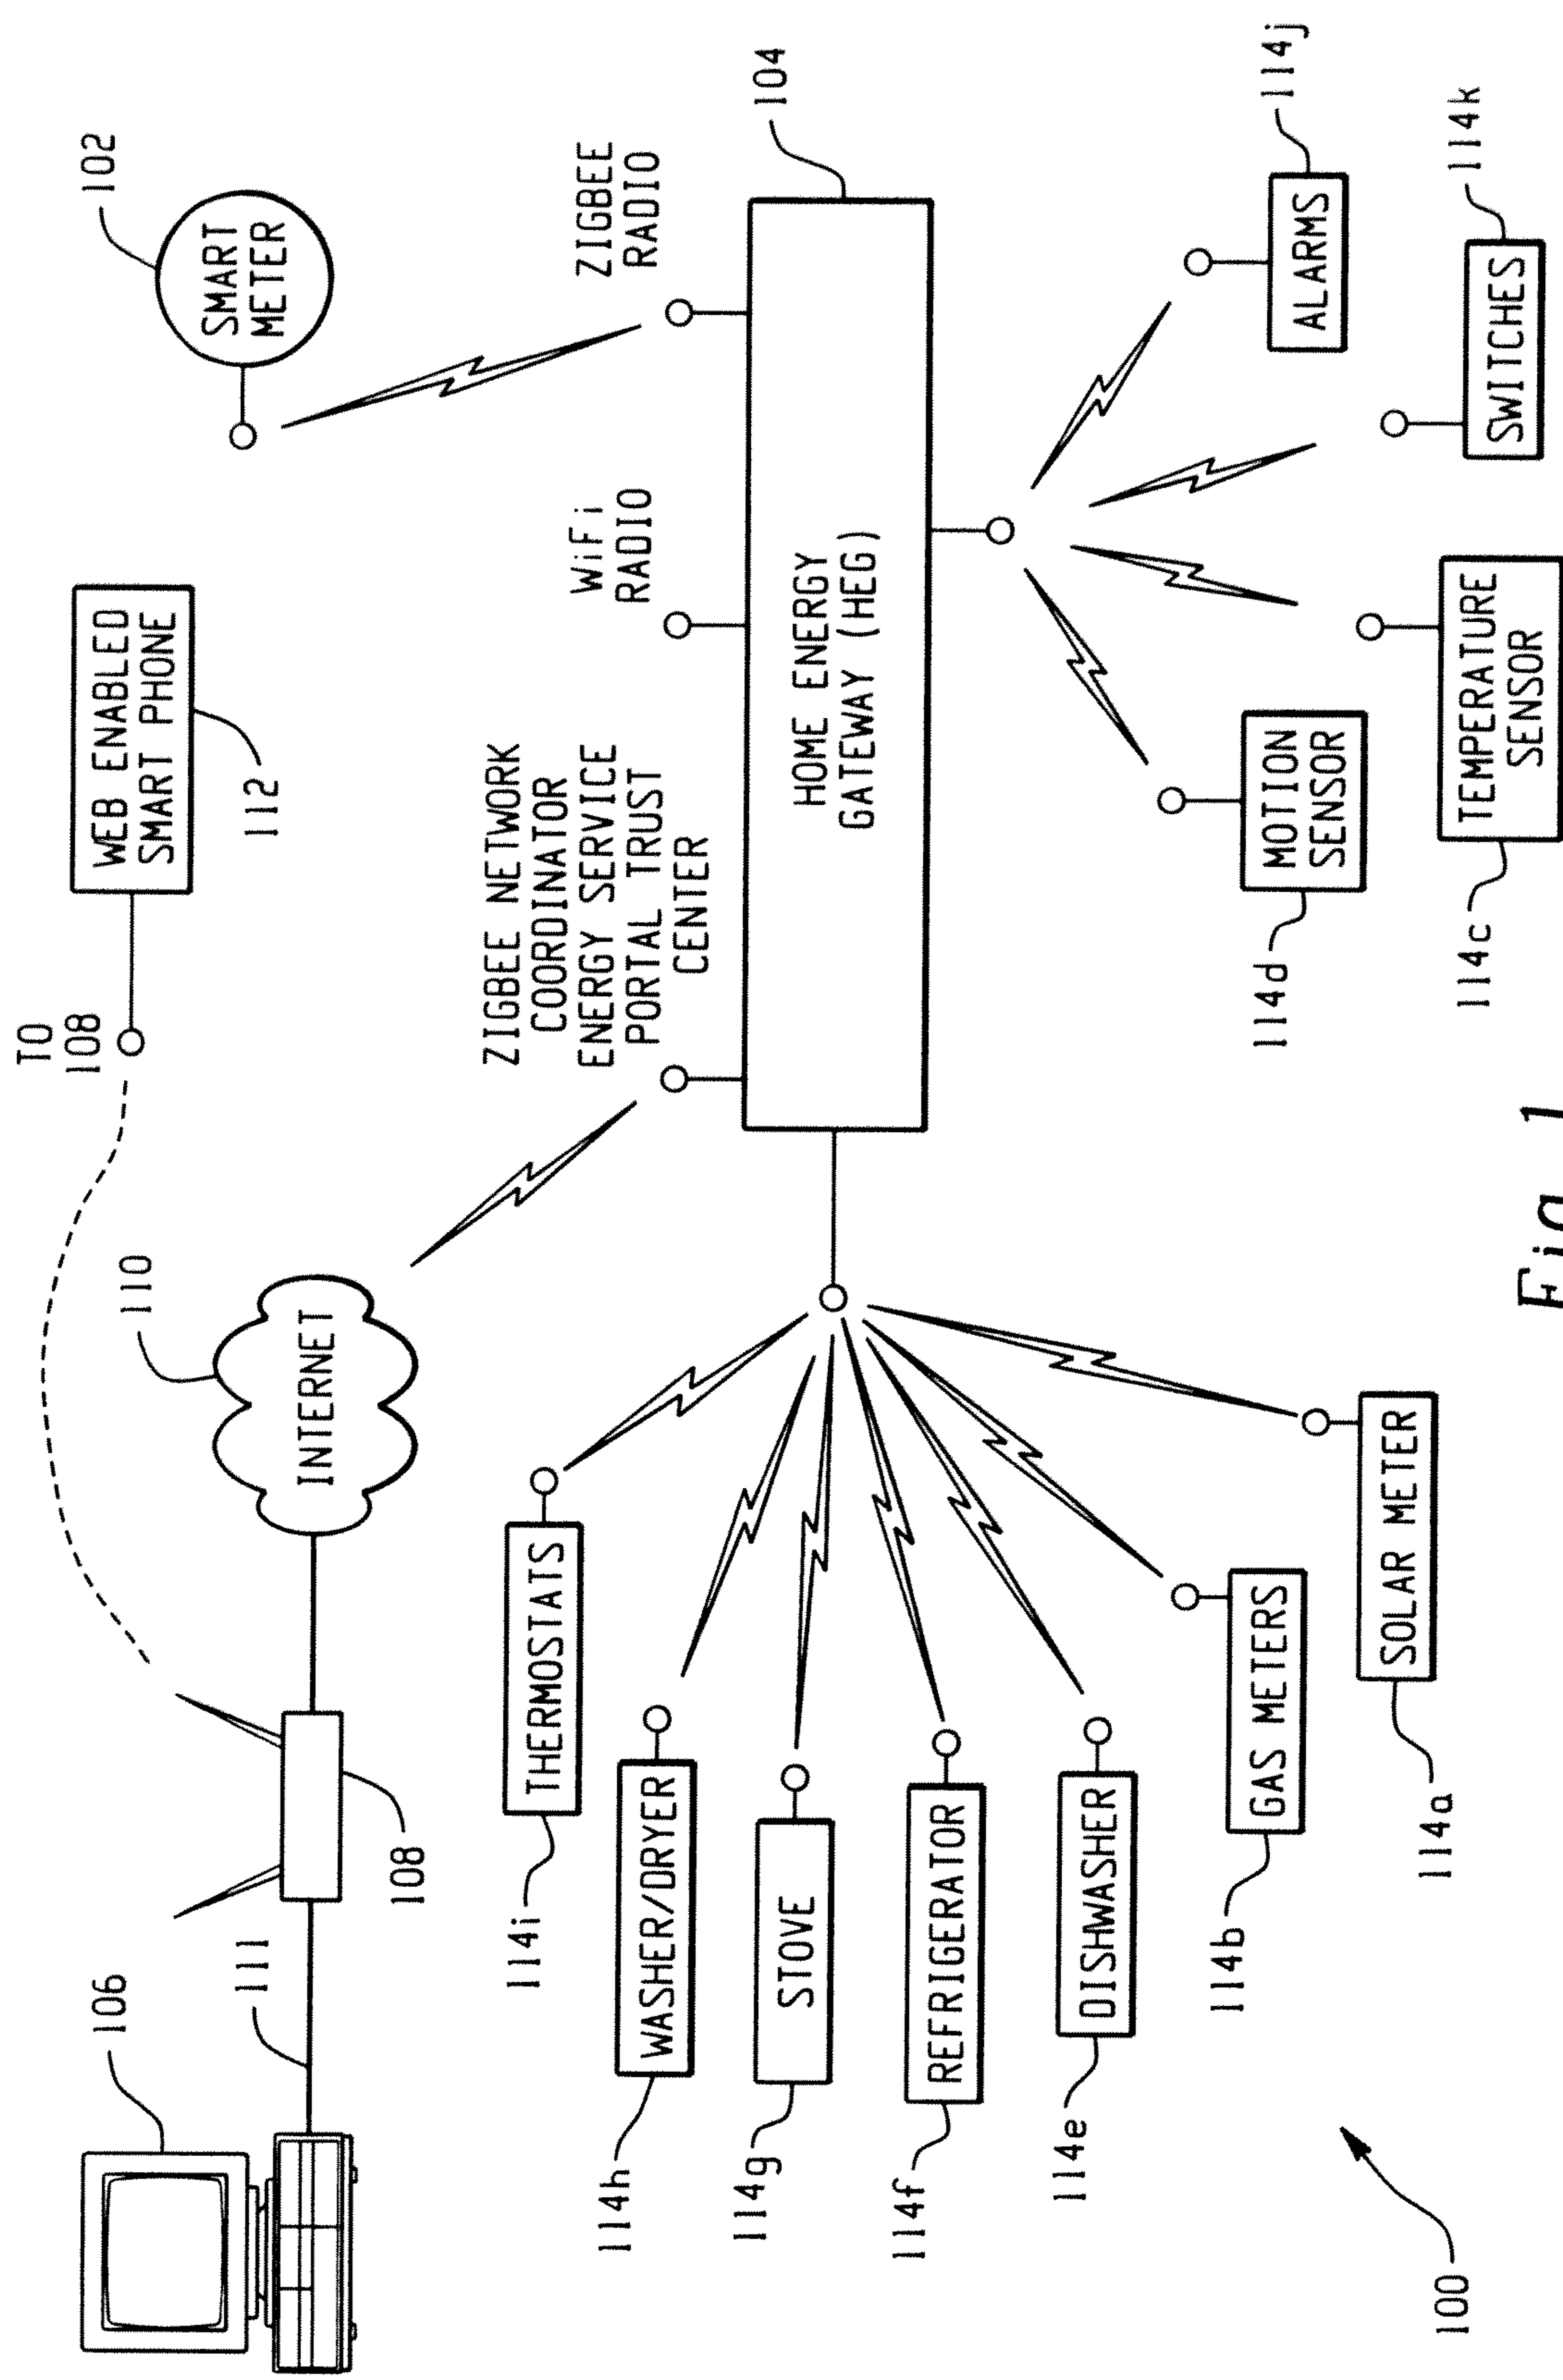 106
111
108
110
INTERNET
TO
108
WEB ENABLED
SMART PHONE
112
102
SMART
METER
ZIGBEE NETWORK
COORDINATOR
ENERGY SERVICE
PORTAL TRUST
CENTER
WiFi
RADIO
ZIGBEE
RADIO
104
HOME ENERGY
GATEWAY (HEG)
THERMOSTATS
114i
WASHER/DRYER
114h
STOVE
114g
REFRIGERATOR
114f
DISHWASHER
114e
GAS METERS
114b
SOLAR METER
114a
MOTION
SENSOR
114d
TEMPERATURE
SENSOR
114c
SWITCHES
114k
ALARMS
114j
100
Fig. 1